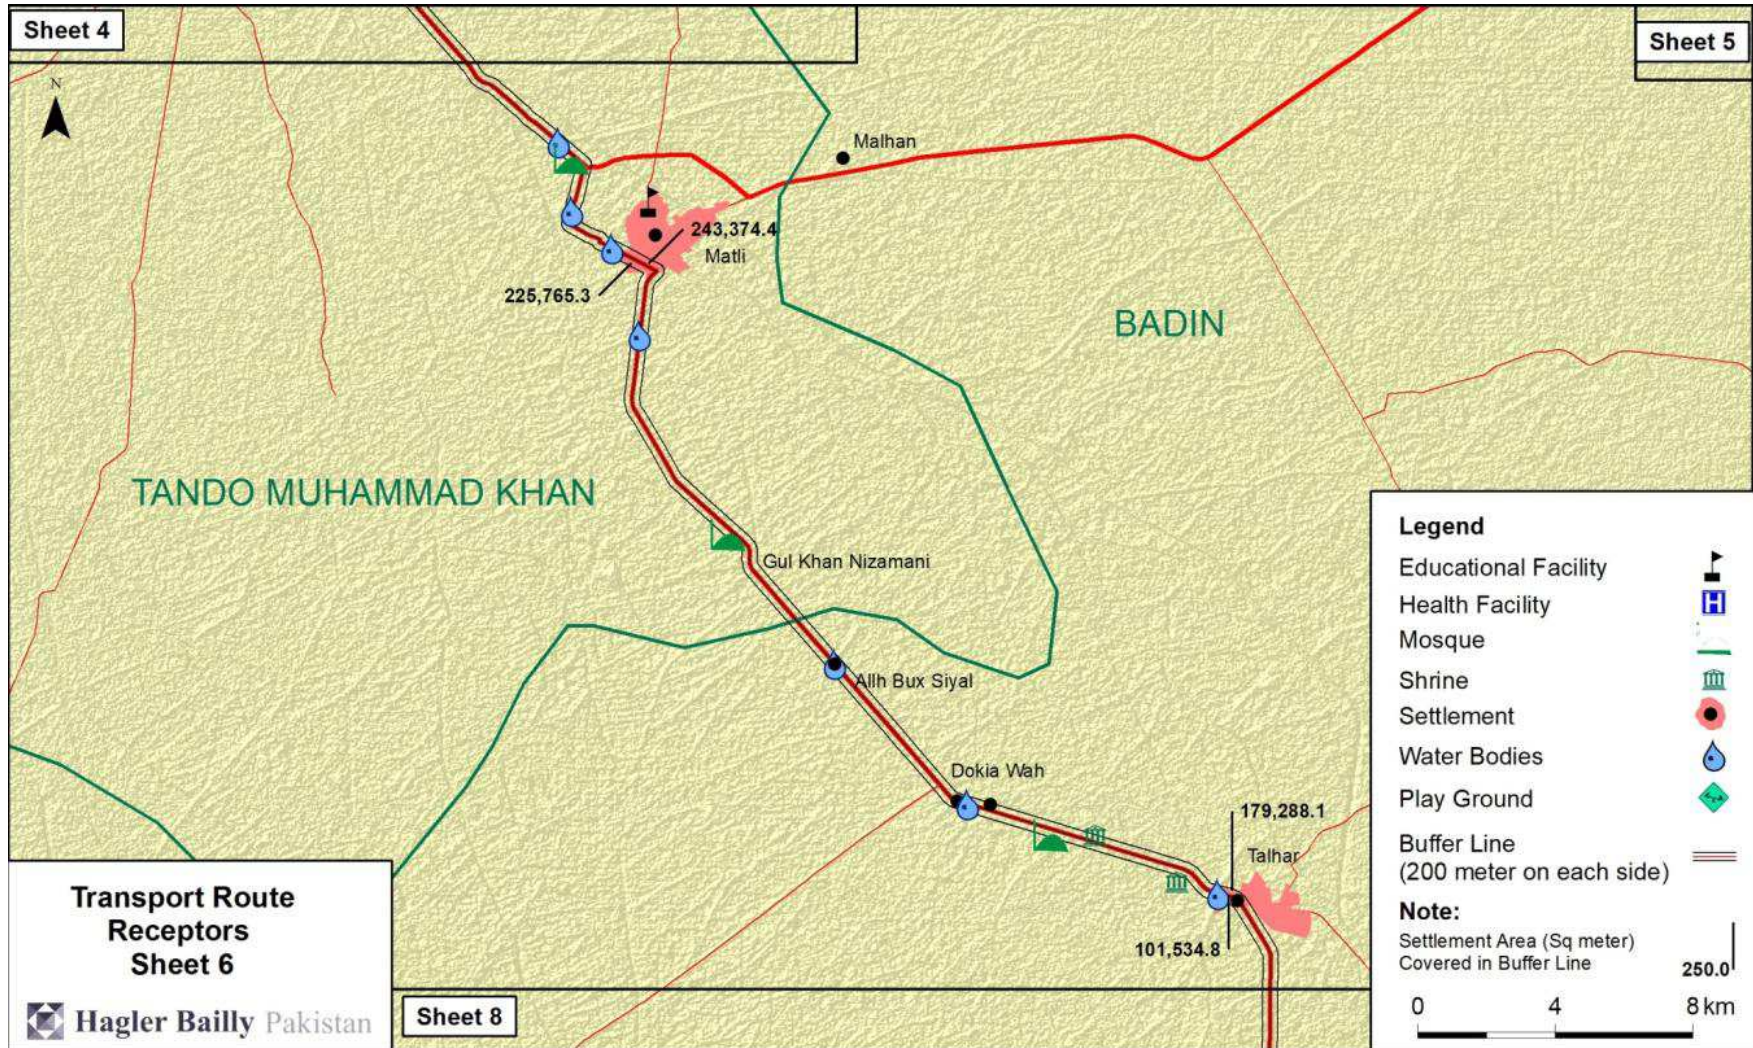 Sheet 4
Sheet 5
N
Malhan
243,374.4
Matli
225,765.3
BADIN
TANDO MUHAMMAD KHAN
Gul Khan Nizamani
Allh Bux Siyal
Dokia Wah
179,288.1
Talhar
101,534.8
Legend
Educational Facility
Health Facility
H
Mosque
Shrine
Settlement
Water Bodies
Play Ground
Buffer Line
(200 meter on each side)
Note:
Settlement Area (Sq meter)
Covered in Buffer Line
250.0
0 4 8 km
Transport Route
Receptors
Sheet 6
Hagler Bailly Pakistan
Sheet 8